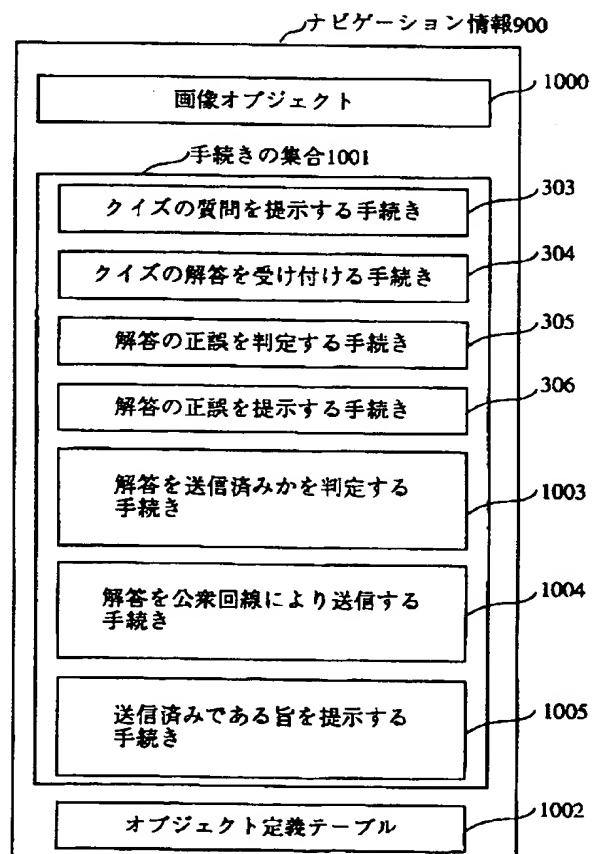 ナビゲーション情報900
画像オブジェクト
1000
手続きの集合1001
クイズの質問を提示する手続き
303
クイズの解答を受け付ける手続き
304
解答の正誤を判定する手続き
305
解答の正誤を提示する手続き
306
解答を送信済みかを判定する
手続き
1003
解答を公衆回線により送信する
手続き
1004
送信済みである旨を提示する
手続き
1005
オブジェクト定義テーブル
1002